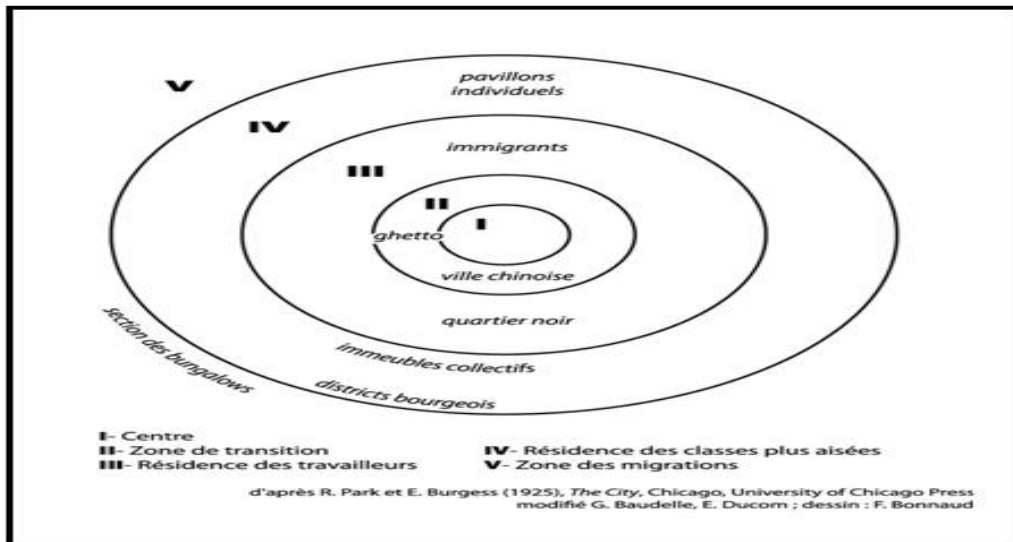 V
pavillons
individuels
IV
immigrants
III
II
I
ghetto
ville chinoise
quartier noir
section des bungalows
immeubles collectifs
districts bourgeois
I- Centre
II- Zone de transition
III- Résidence des travailleurs
IV- Résidence des classes plus aisées
V- Zone des migrations
d'après R. Park et E. Burgess (1925), The City, Chicago, University of Chicago Press
modifié G. Baudelle, E. Ducom ; dessin : F. Bonnaud